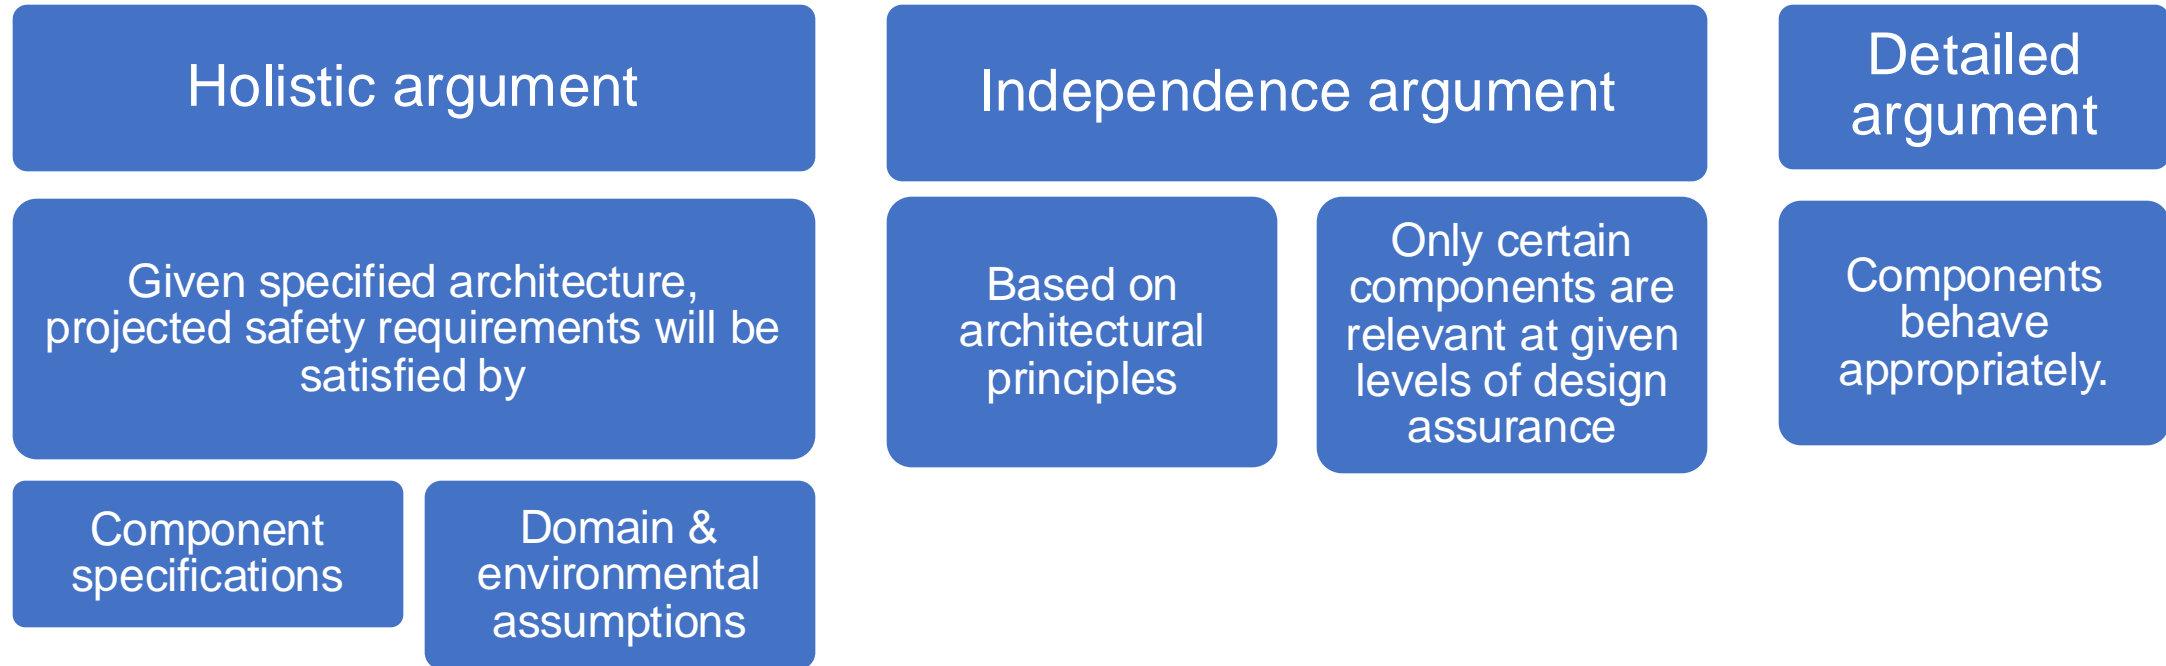 Holistic argument
Given specified architecture,
projected safety requirements will be
satisfied by
Component
specifications
Domain &
environmental
assumptions
Independence argument
Based on
architectural
principles
Only certain
components are
relevant at given
levels of design
assurance
Detailed
argument
Components
behave
appropriately.